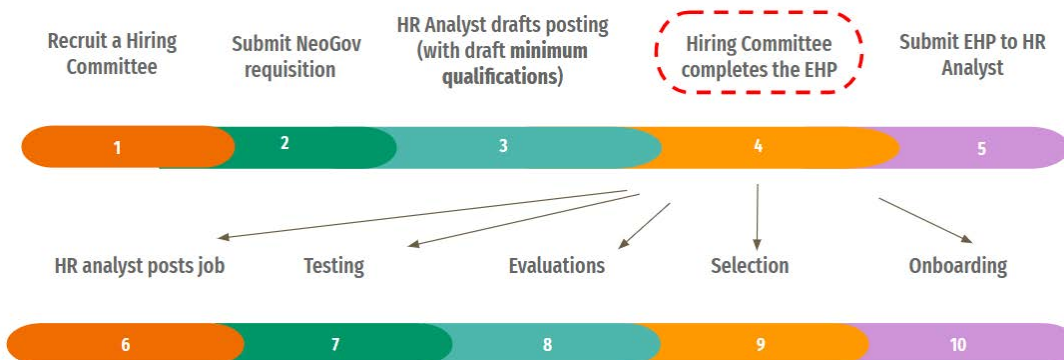 Recruit a Hiring
Committee
Submit NeoGov
requisition
HR Analyst drafts posting
(with draft minimum
qualifications)
Hiring Committee
completes the EHP
Submit EHP to HR
Analyst
1
2
3
4
5
HR analyst posts job
Testing
Evaluations
Selection
Onboarding
6
7
8
9
10